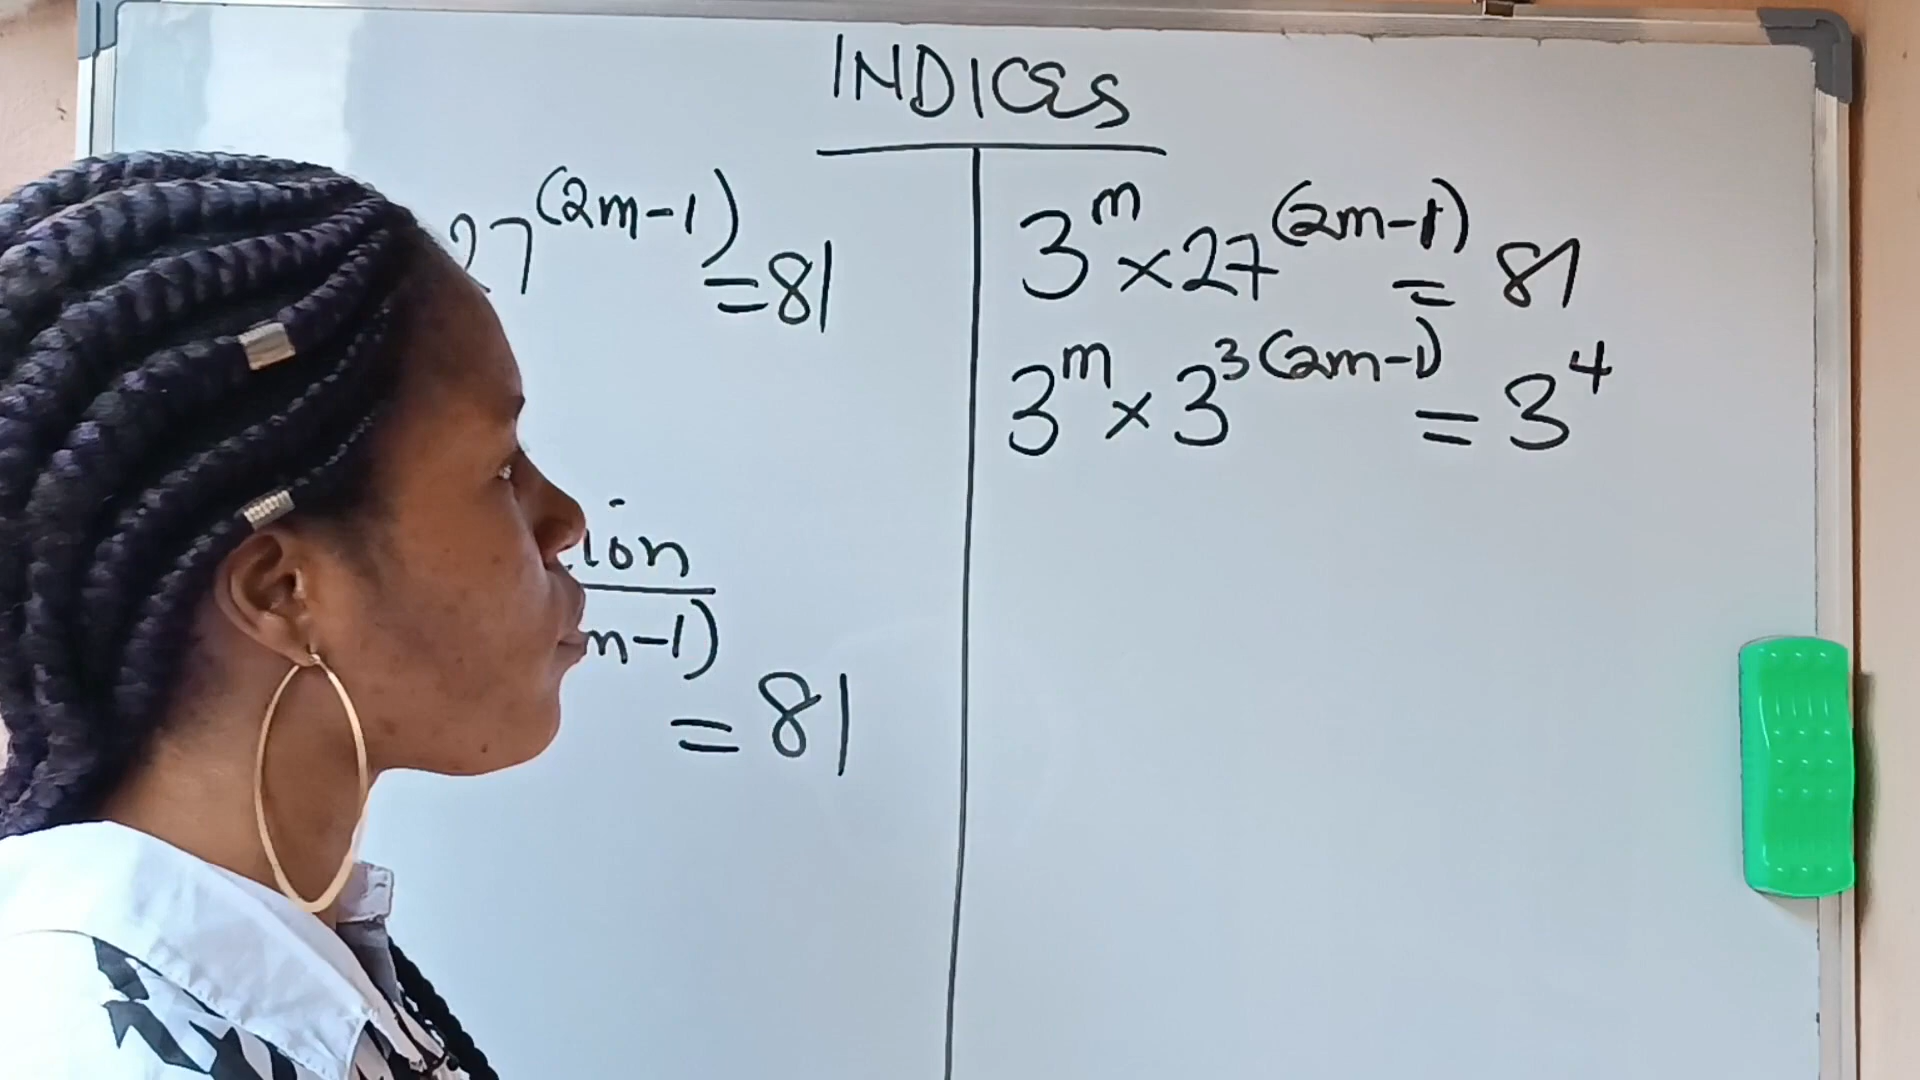 INDICES
27^(2m-1) = 81
ion
m-1)
= 81
3^m × 27^(2m-1) = 81
3^m × 3^3(2m-1) = 3^4